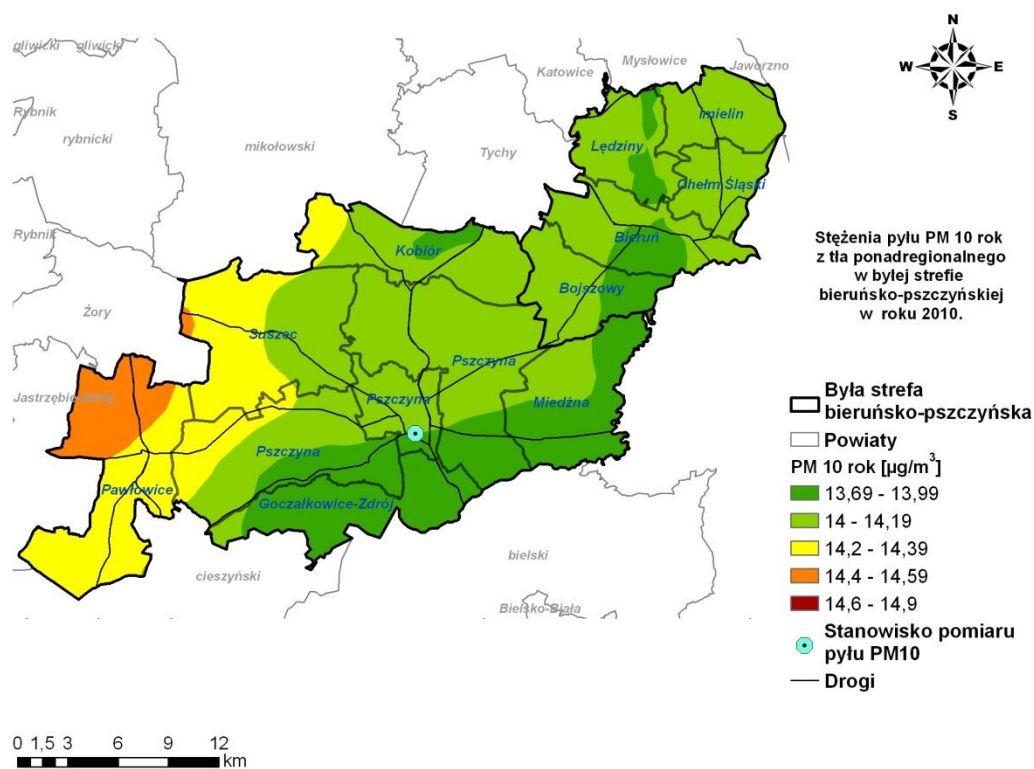 gliwicki gliwicki
Rybnik
rybnicki
mikołowski
Katowice
Mysłowice
Jaworzno
Tychy
Rybnik
Żory
Jastrzębie-Zdrój
cieszyński
bielski
Bielsko-Biała
Imielin
Lędziny
Chełm Śląski
Bieruń
Bojszowy
Kobiór
Suszec
Pszczyna
Pszczyna
Miedźna
Pszczyna
Pawłowice
Goczałkowice-Zdrój
N
W E
S
Stężenia pyłu PM 10 rok
z tła ponadregionalnego
w byłej strefie
bieruńsko-pszczyńskiej
w roku 2010.
Była strefa
bieruńsko-pszczyńska
Powiaty
PM 10 rok [µg/m³]
13,69 - 13,99
14 - 14,19
14,2 - 14,39
14,4 - 14,59
14,6 - 14,9
Stanowisko pomiaru
pyłu PM10
Drogi
0 1,5 3 6 9 12
km